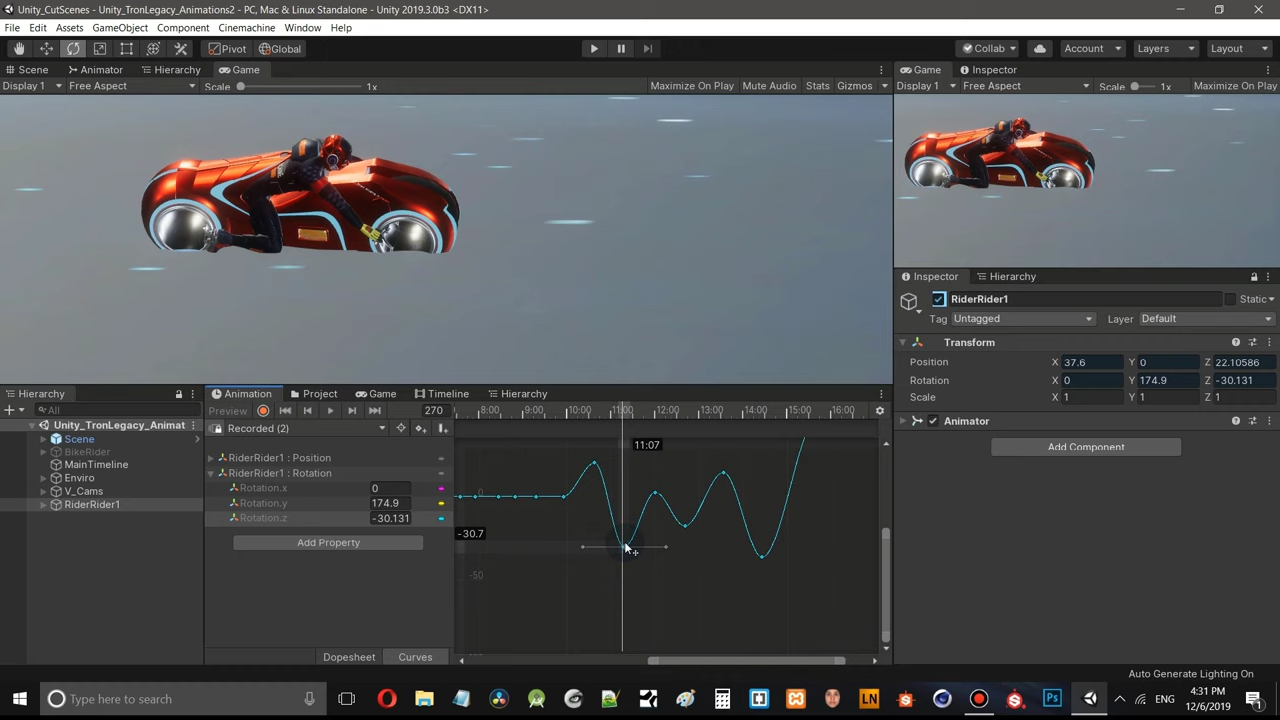 Unity_CutScenes - Unity_TronLegacy_Animations2 - PC, Mac & Linux Standalone - Unity 2019.3.0b3 <DX11>
File Edit Assets GameObject Component Cinemachine Window Help
Pivot Global Collab Account Layers Layout
Scene Animator Hierarchy Game Game Inspector
Display 1 Free Aspect Scale 1x Maximize On Play Mute Audio Stats Gizmos Display 1 Free Aspect Scale 1x Maximize On Play
Inspector Hierarchy
RiderRider1 Static
Tag Untagged Layer Default
Transform
Position X 37.6 Y 0 Z 22.10586
Rotation X 0 Y 174.9 Z -30.131
Scale X 1 Y 1 Z 1
Animator
Add Component
Hierarchy Animation Project Game Timeline Hierarchy
All Preview 270 8:00 9:00 10:00 11:00 12:00 13:00 14:00 15:00 16:00
Unity_TronLegacy_Animat Recorded (2)
Scene
11:07
BikeRider RiderRider1 : Position
MainTimeline RiderRider1 : Rotation
Enviro Rotation.x 0
V_Cams Rotation.y 174.9
RiderRider1 Rotation.z -30.131
-30.7
Add Property
-50
Dopesheet Curves
Auto Generate Lighting On
Type here to search LN Ps ENG 4:31 PM
12/6/2019